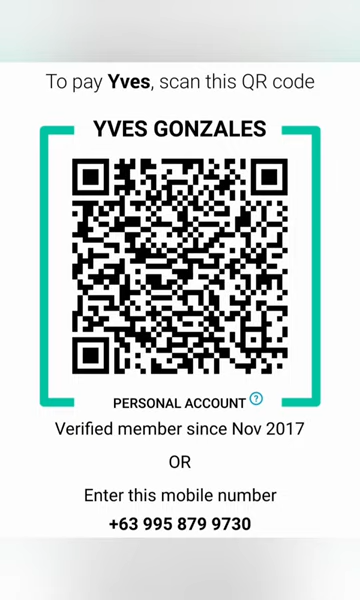 To pay Yves, scan this QR code
YVES GONZALES
PERSONAL ACCOUNT ?
Verified member since Nov 2017
OR
Enter this mobile number
+63 995 879 9730